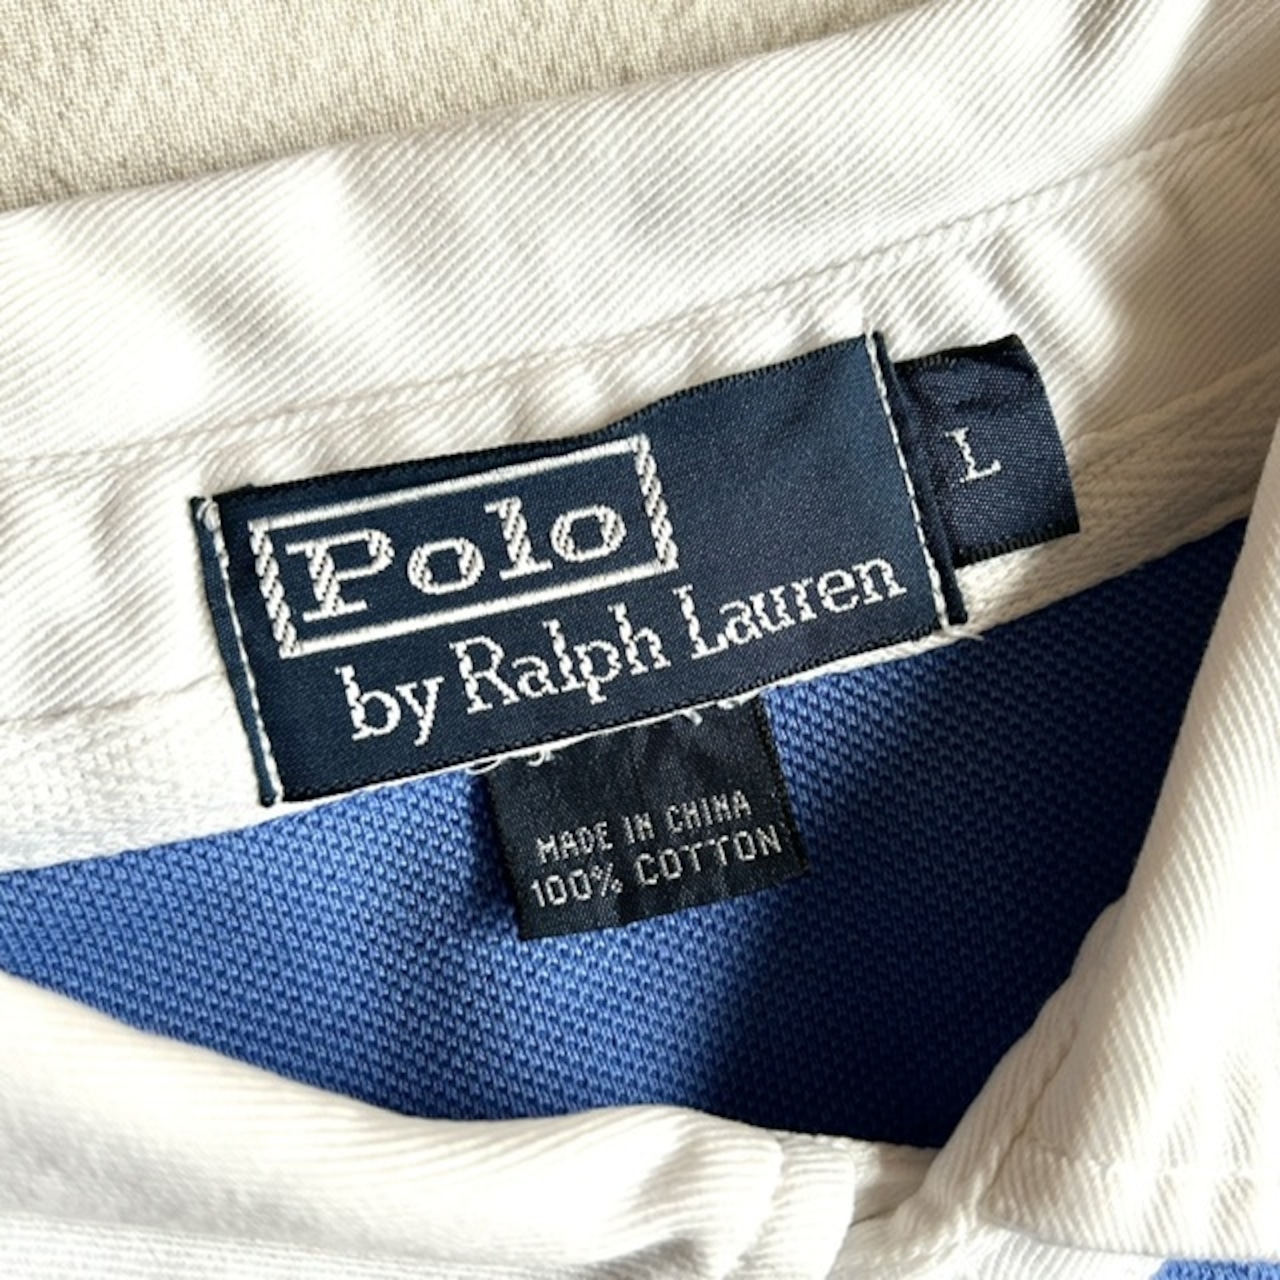 Polo
by Ralph Lauren
L
MADE IN CHINA
100% COTTON